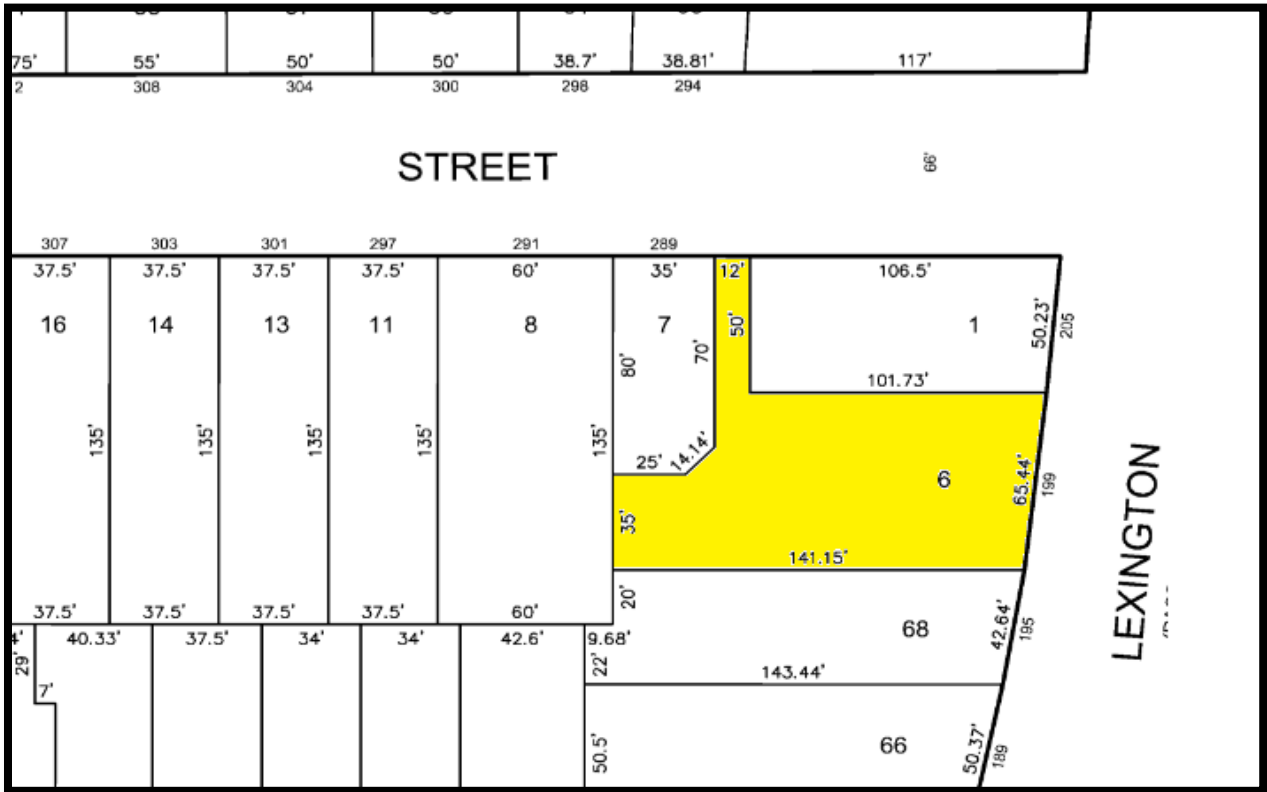 75' 55' 50' 50' 38.7' 38.81' 117'
2 308 304 300 298 294
STREET 66'
307 303 301 297 291 289
37.5' 37.5' 37.5' 37.5' 60' 35' 12' 106.5'
16 14 13 11 8 7 50' 1 50.23' 205
80' 70'
101.73'
135' 135' 135' 135' 135'
25' 14.14'
6 65.44' 199
35'
141.15'
LEXINGTON
37.5' 37.5' 37.5' 37.5' 60' 20'
68 42.64' 195
4' 40.33' 37.5' 34' 34' 42.6' 9.68'
29' 22'
143.44'
7'
50.5' 66 50.37' 189